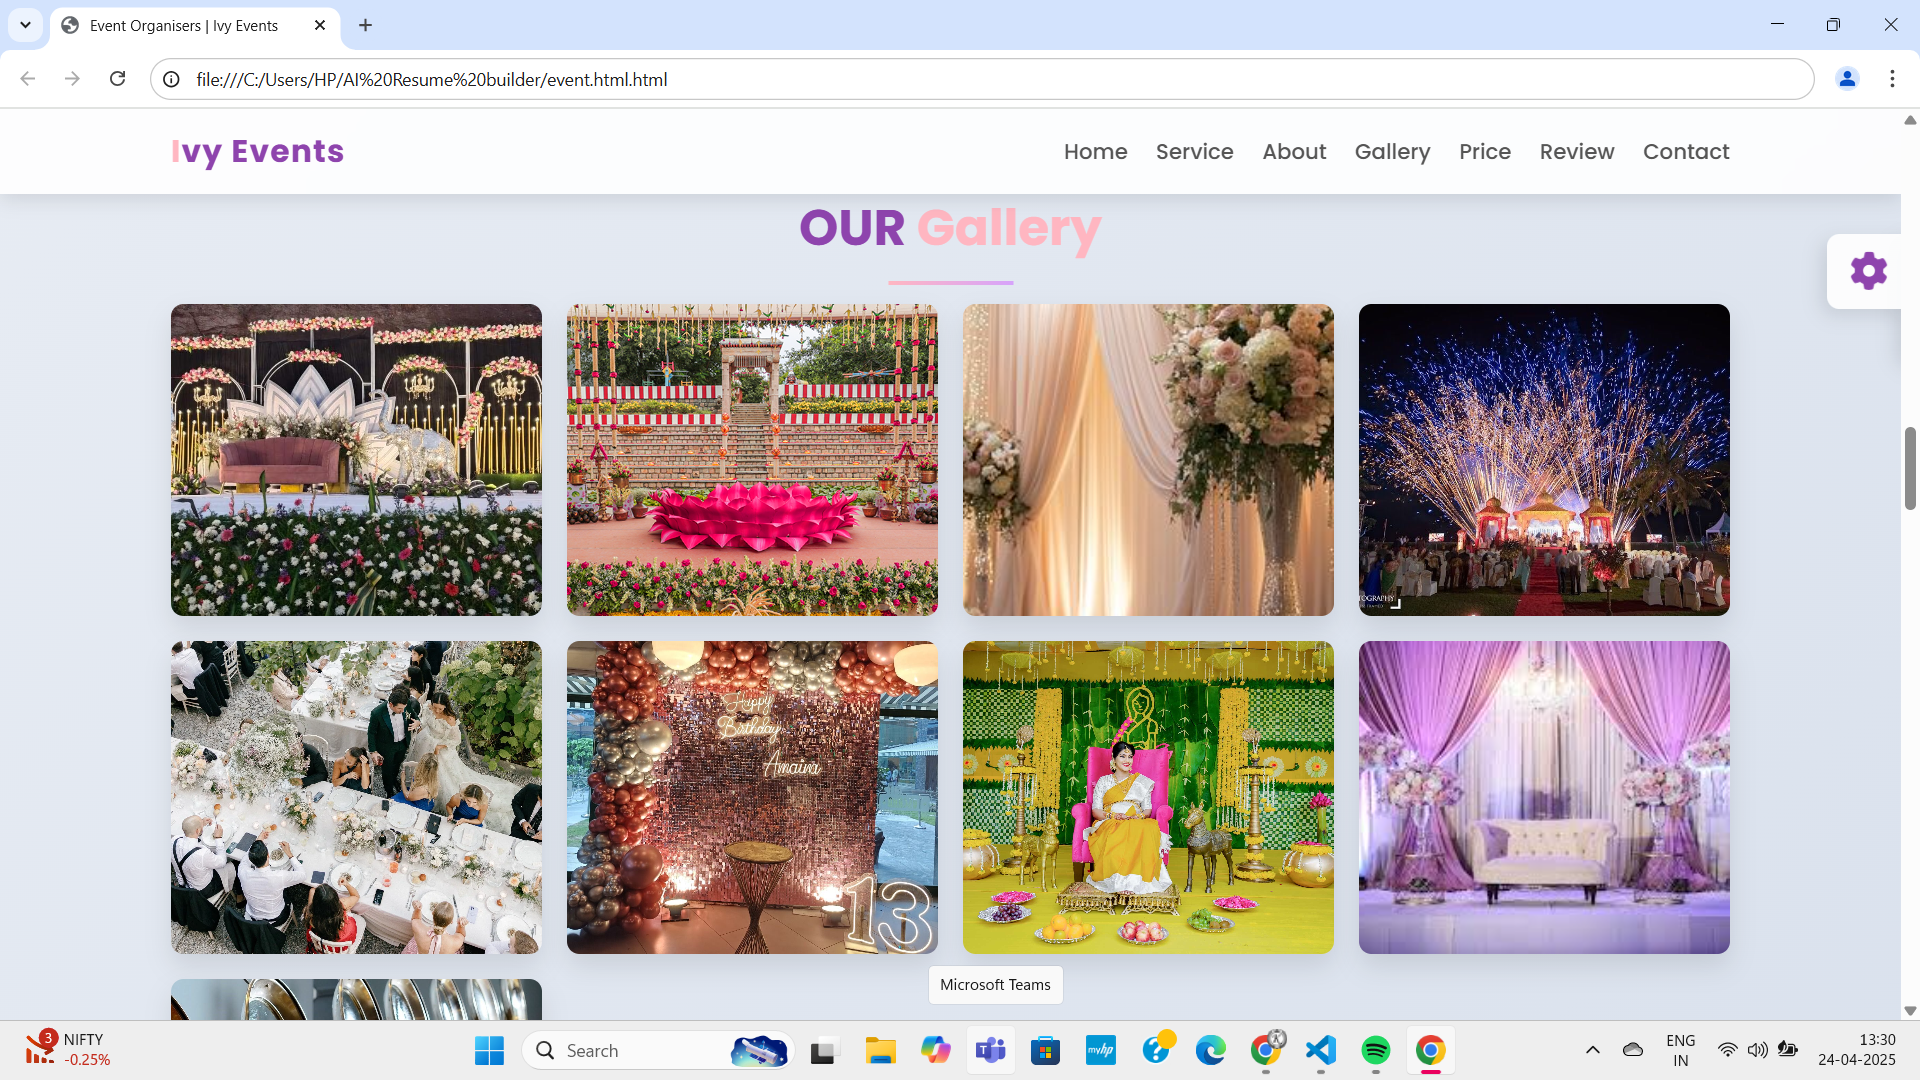 Event Organisers | Ivy Events
file:///C:/Users/HP/AI%20Resume%20builder/event.html.html
Ivy Events
Home Service About Gallery Price Review Contact
OUR Gallery
TOGRAPHY
Happy
Birthday
Amaira
13
Microsoft Teams
3
NIFTY
-0.25%
Search
myhp
ENG
IN
13:30
24-04-2025